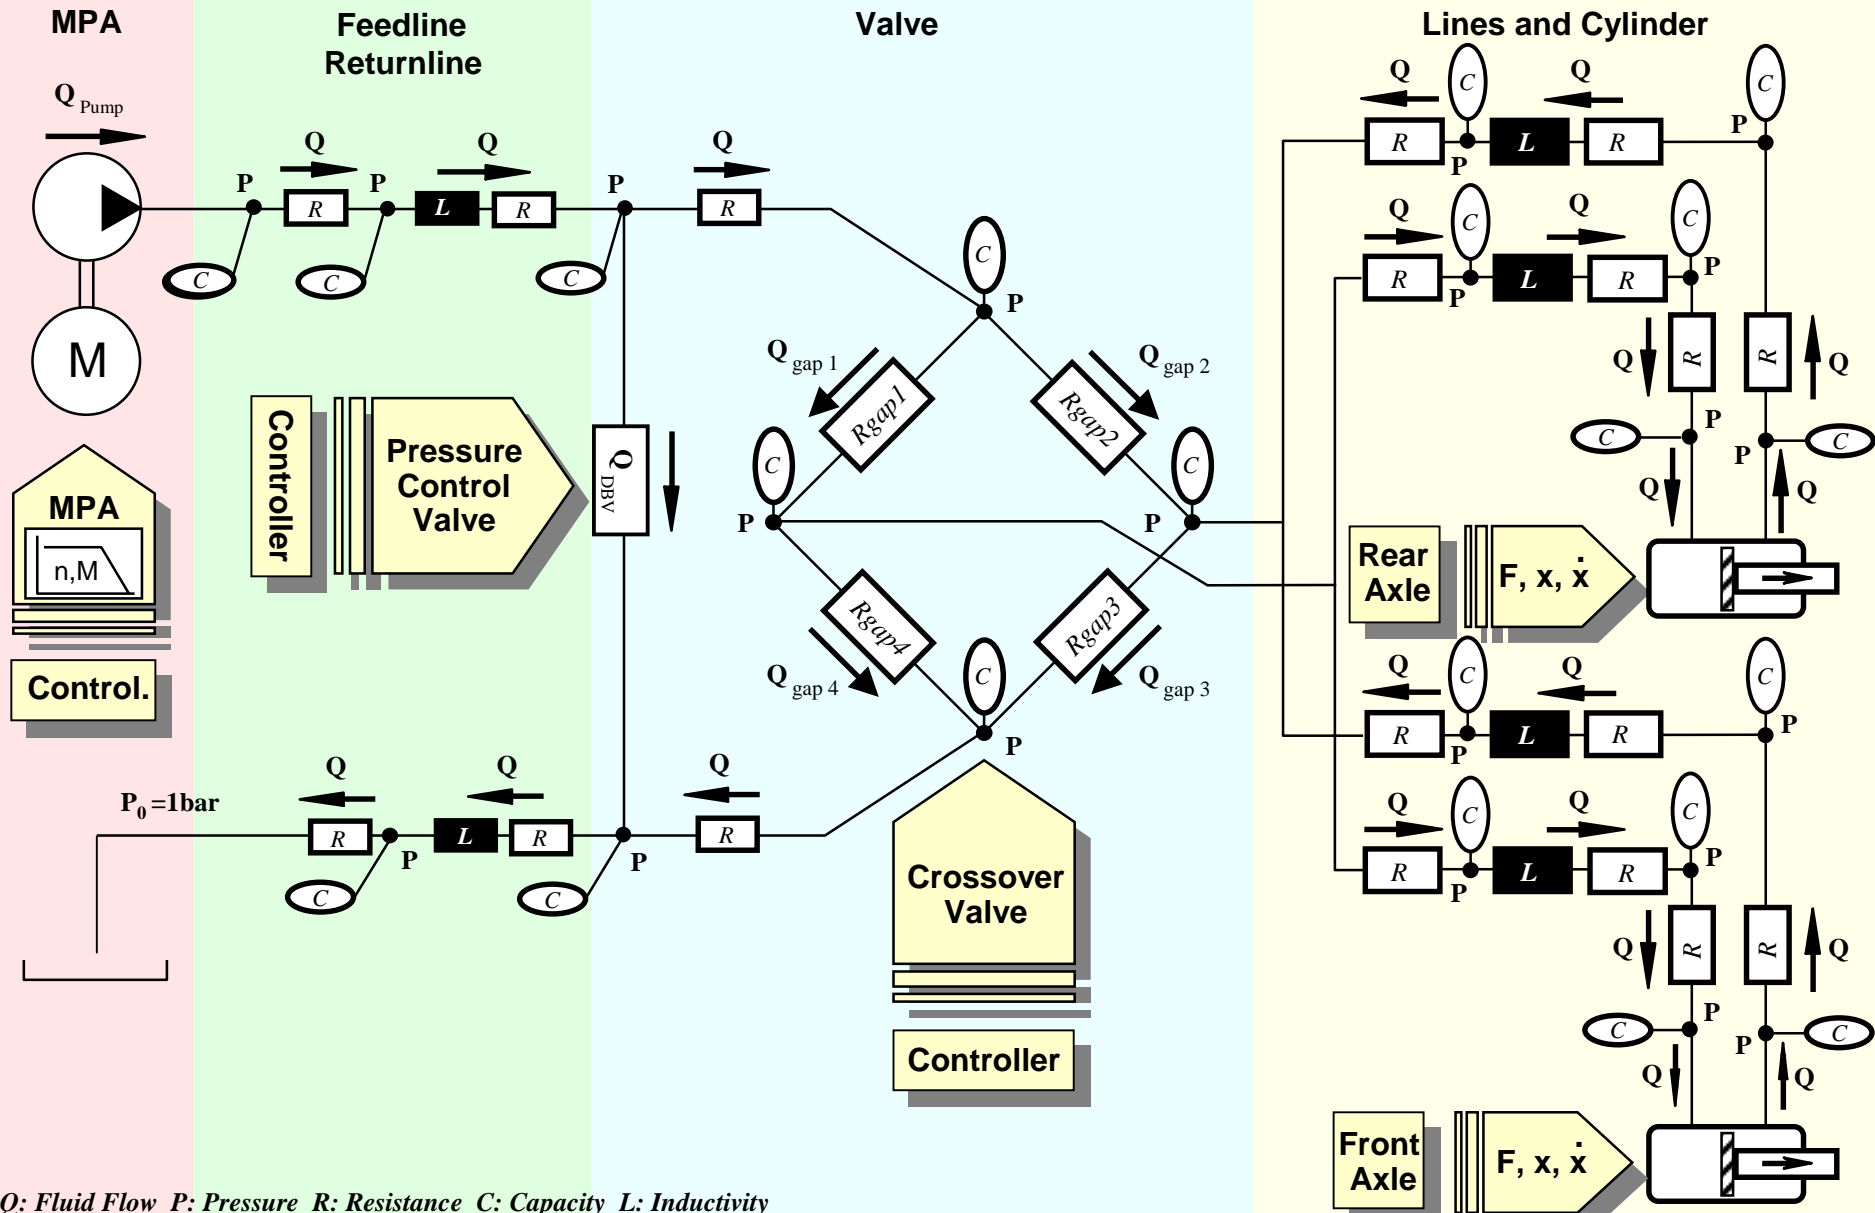 MPA
Feedline
Returnline
Valve
Lines and Cylinder
Q Pump
Q
Q
Q
Q
Q
P
P
P
R
L
R
R
C
C
C
C
P
M
Q gap 1
Q gap 2
Rgap1
Rgap2
C
C
P
P
Controller
Pressure
Control
Valve
Q DBV
MPA
n,M
Control.
Rgap4
Rgap3
Q gap 4
Q gap 3
C
P
P0 =1bar
Q
Q
Q
R
L
R
R
P
P
C
C
Crossover
Valve
Controller
C
C
P
R
L
R
P
Q
Q
C
C
R
L
R
P
P
Q
R
R
Q
C
P
P
C
Q
Q
Rear
Axle
F, x, ẋ
Q
Q
C
C
R
L
R
P
P
Q
Q
C
C
R
L
R
P
P
Q
R
R
Q
C
P
P
C
Q
Q
Front
Axle
F, x, ẋ
Q: Fluid Flow P: Pressure R: Resistance C: Capacity L: Inductivity